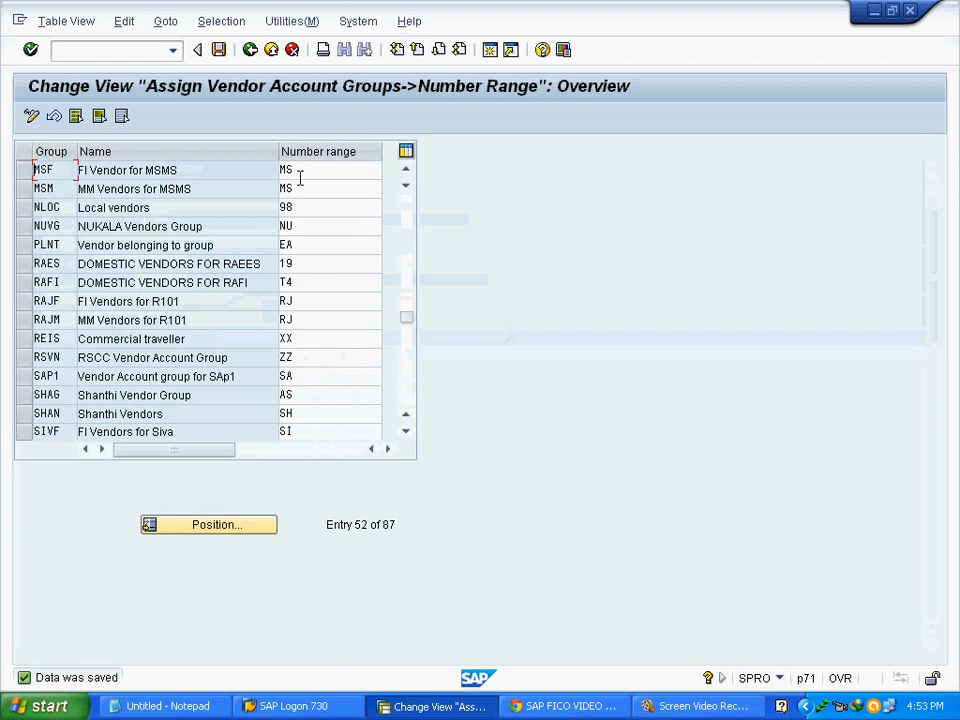 Table View Edit Goto Selection Utilities(M) System Help
Change View "Assign Vendor Account Groups->Number Range": Overview
Group Name Number range
MSF FI Vendor for MSMS MS
MSM MM Vendors for MSMS MS
NLOC Local vendors 98
NUVG NUKALA Vendors Group NU
PLNT Vendor belonging to group EA
RAES DOMESTIC VENDORS FOR RAEES 19
RAFI DOMESTIC VENDORS FOR RAFI T4
RAJF FI Vendors for R101 RJ
RAJM MM Vendors for R101 RJ
REIS Commercial traveller XX
RSVN RSCC Vendor Account Group ZZ
SAP1 Vendor Account group for SAp1 SA
SHAG Shanthi Vendor Group AS
SHAN Shanthi Vendors SH
SIVF FI Vendors for Siva SI
Position... Entry 52 of 87
Data was saved SAP SPRO p71 OVR
start Untitled - Notepad SAP Logon 730 Change View "Ass... SAP FICO VIDEO ... Screen Video Rec... 4:53 PM